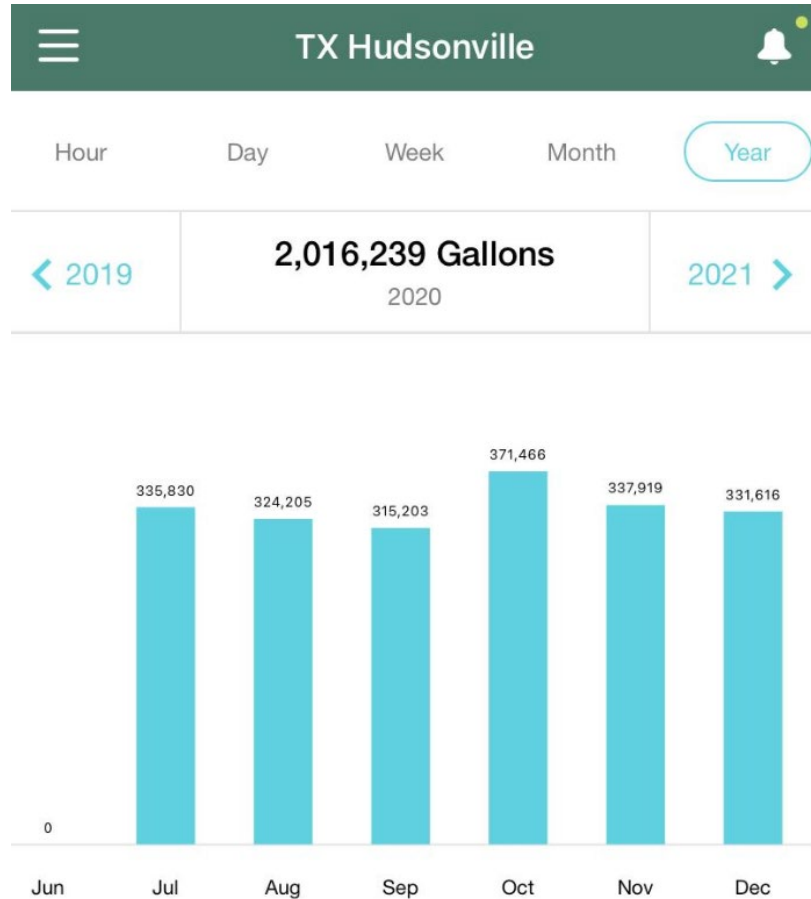 TX Hudsonville
Hour Day Week Month Year
2019 2,016,239 Gallons 2021
2020
371,466
335,830 324,205 315,203 337,919 331,616
0
Jun Jul Aug Sep Oct Nov Dec